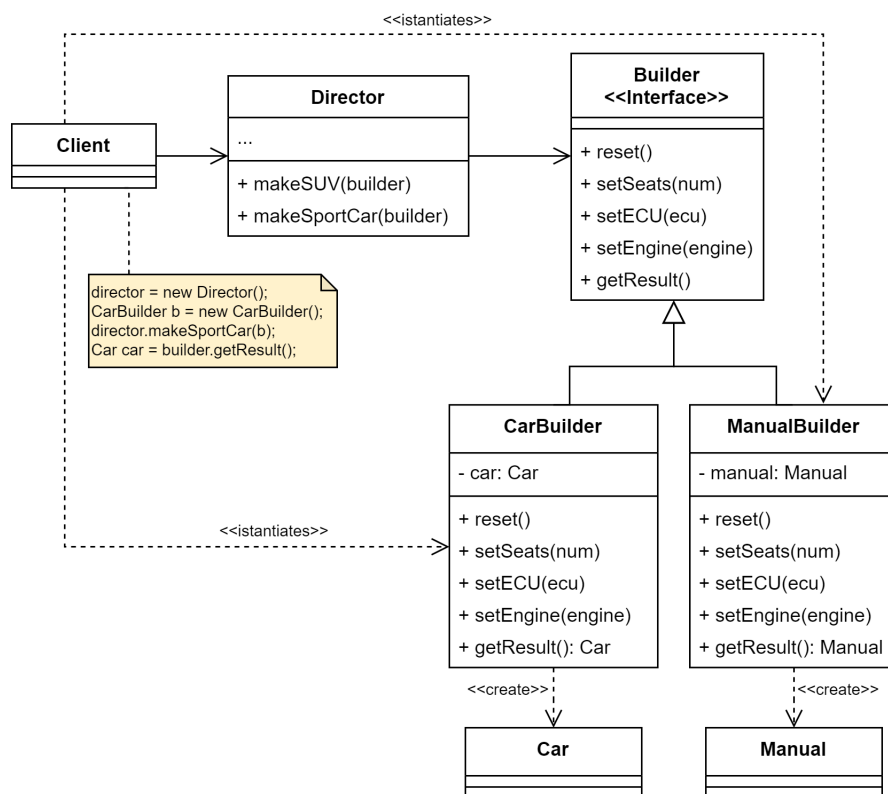 <<istantiates>>
Builder
<<Interface>>
Director
...
Client
+ reset()
+ makeSUV(builder)
+ setSeats(num)
+ makeSportCar(builder)
+ setECU(ecu)
+ setEngine(engine)
+ getResult()
director = new Director();
CarBuilder b = new CarBuilder();
director.makeSportCar(b);
Car car = builder.getResult();
CarBuilder
- car: Car
+ reset()
+ setSeats(num)
+ setECU(ecu)
+ setEngine(engine)
+ getResult(): Car
ManualBuilder
- manual: Manual
+ reset()
+ setSeats(num)
+ setECU(ecu)
+ setEngine(engine)
+ getResult(): Manual
<<istantiates>>
<<create>>
<<create>>
Car
Manual